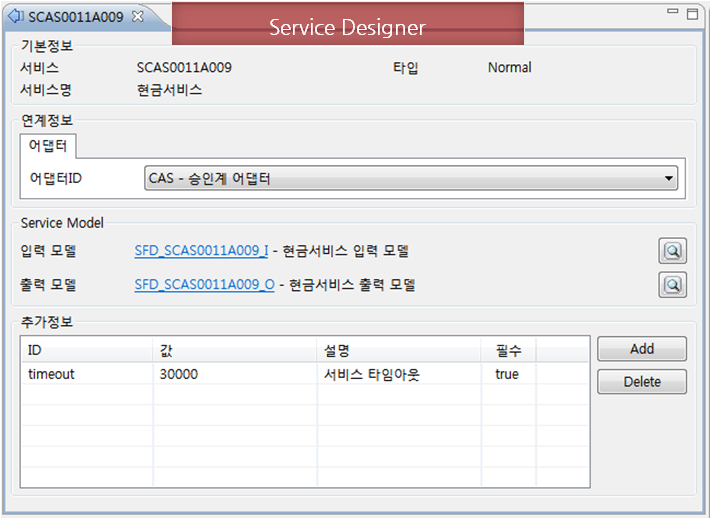 SCAS0011A009
Service Designer
기본정보
서비스 SCAS0011A009 타입 Normal
서비스명 현금서비스
연계정보
어댑터
어댑터ID CAS - 승인계 어댑터
Service Model
입력 모델 SFD_SCAS0011A009_I - 현금서비스 입력 모델
출력 모델 SFD_SCAS0011A009_O - 현금서비스 출력 모델
추가정보
ID 값 설명 필수
timeout 30000 서비스 타임아웃 true
Add
Delete